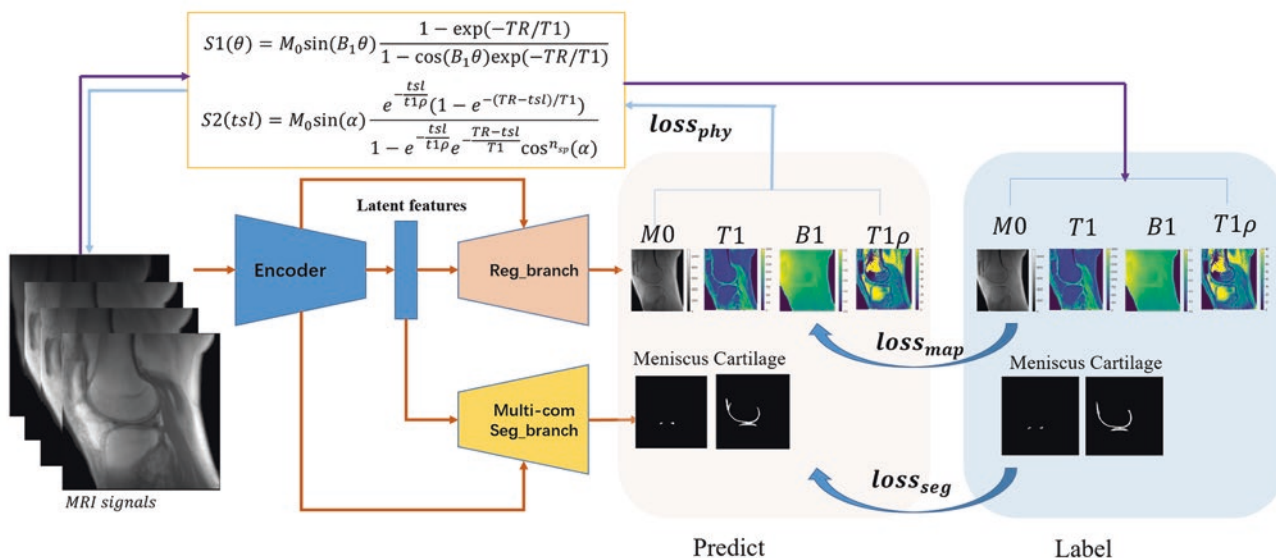 S1(θ) = M₀sin(B₁θ) (1 − exp(−TR/T1)) / (1 − cos(B₁θ)exp(−TR/T1))
S2(tsl) = M₀sin(α) (e^(−tsl/t1ρ)(1 − e^(−(TR−tsl)/T1))) / (1 − e^(−tsl/t1ρ)e^(−(TR−tsl)/T1)cos^(n_sp)(α))
loss_phy
Latent features
Encoder
Reg_branch
Multi-com
Seg_branch
MRI signals
M0 T1 B1 T1ρ
Meniscus Cartilage
Predict
loss_map
loss_seg
M0 T1 B1 T1ρ
Meniscus Cartilage
Label